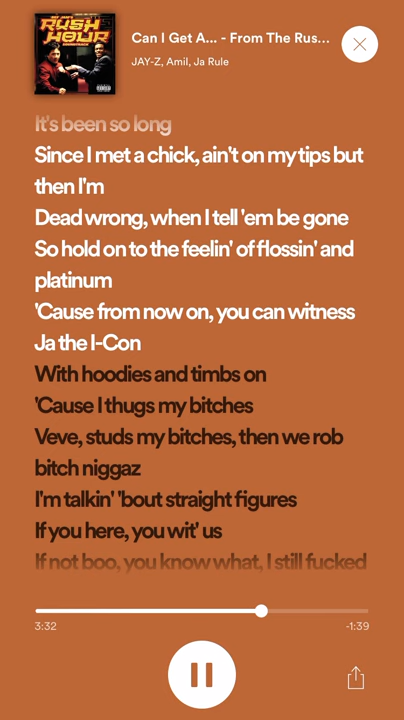 RUSH HOUR
SOUNDTRACK
Can I Get A... - From The Rus...
JAY-Z, Amil, Ja Rule
It's been so long
Since I met a chick, ain't on my tips but
then I'm
Dead wrong, when I tell 'em be gone
So hold on to the feelin' of flossin' and
platinum
'Cause from now on, you can witness
Ja the I-Con
With hoodies and timbs on
'Cause I thugs my bitches
Veve, studs my bitches, then we rob
bitch niggaz
I'm talkin' 'bout straight figures
If you here, you wit' us
If not boo, you know what, I still fucked
3:32
-1:39